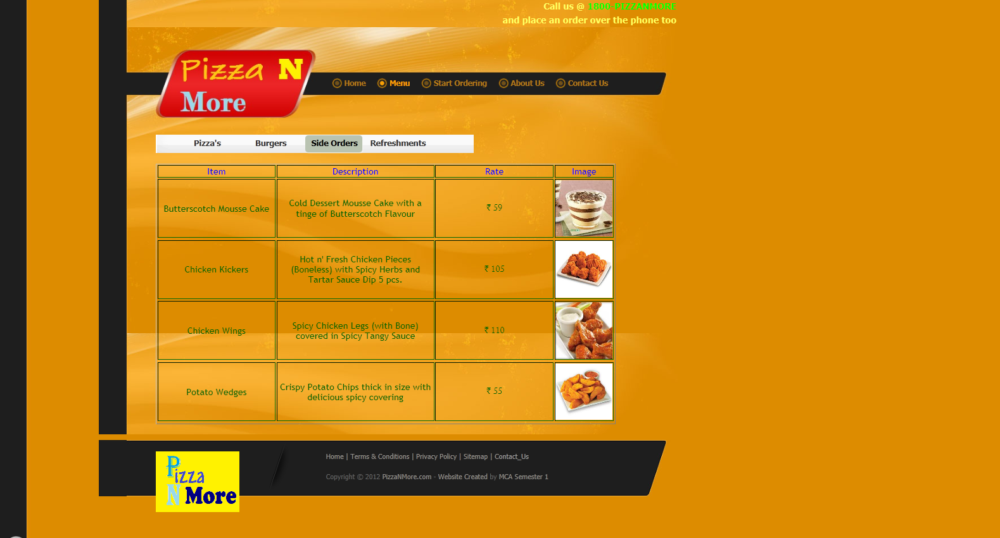 Call us @ 1800-PIZZANMORE
and place an order over the phone too
Pizza N
More
Home Menu Start Ordering About Us Contact Us
Pizza's Burgers Side Orders Refreshments
Item Description Rate Image
Butterscotch Mousse Cake
Cold Dessert Mousse Cake with a
tinge of Butterscotch Flavour
₹ 59
Chicken Kickers
Hot n' Fresh Chicken Pieces
(Boneless) with Spicy Herbs and
Tartar Sauce Dip 5 pcs.
₹ 105
Chicken Wings
Spicy Chicken Legs (with Bone)
covered in Spicy Tangy Sauce
₹ 110
Potato Wedges
Crispy Potato Chips thick in size with
delicious spicy covering
₹ 55
Pizza
N More
Home | Terms & Conditions | Privacy Policy | Sitemap | Contact_Us
Copyright © 2012 PizzaNMore.com - Website Created by MCA Semester 1